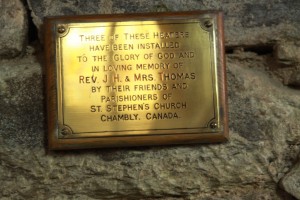 THREE OF THESE HEADS
HAVE BEEN INSTALLED
TO THE GLORY OF GOD AND
IN LOVING MEMORY OF
REV. J. H. & MRS. THOMAS
BY THEIR FRIENDS AND
PARISHIONERS OF
ST. STEPHEN'S CHURCH
CHAMBLY, CANADA